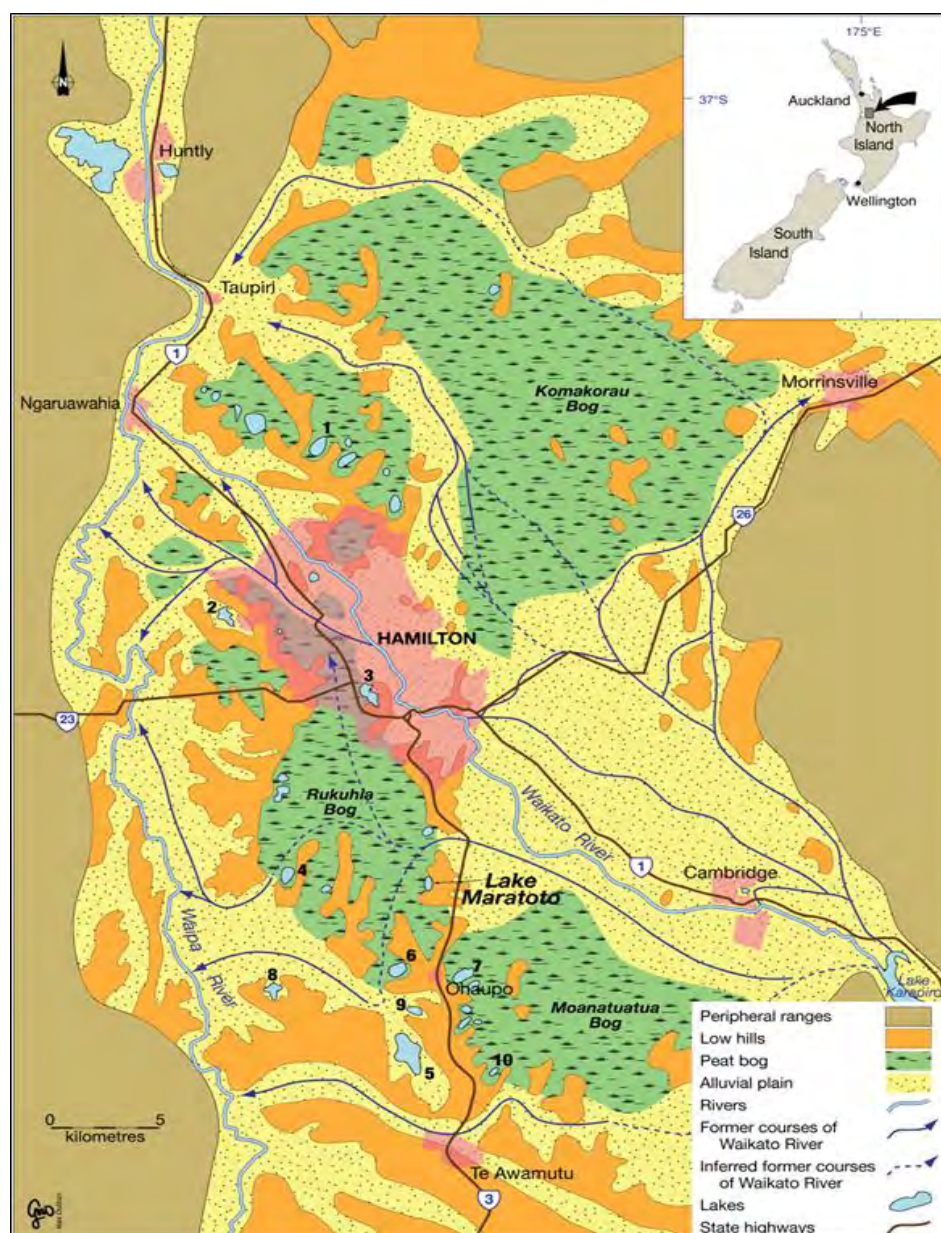 N
175°E
37°S
Auckland
North
Island
Wellington
South
Island
Huntly
Taupiri
1
Ngaruawahia
Komakorau
Bog
Morrinsville
1
26
2
HAMILTON
3
23
Rukuhia
Bog
Waikato River
1
Cambridge
4
Lake
Maratoto
Waipa
River
6
7
8
Ohaupo
9
Moanatuatua
Bog
Lake
Karapiro
5
10
0 5
kilometres
Te Awamutu
3
Peripheral ranges
Low hills
Peat bog
Alluvial plain
Rivers
Former courses of
Waikato River
Inferred former courses
of Waikato River
Lakes
State highways